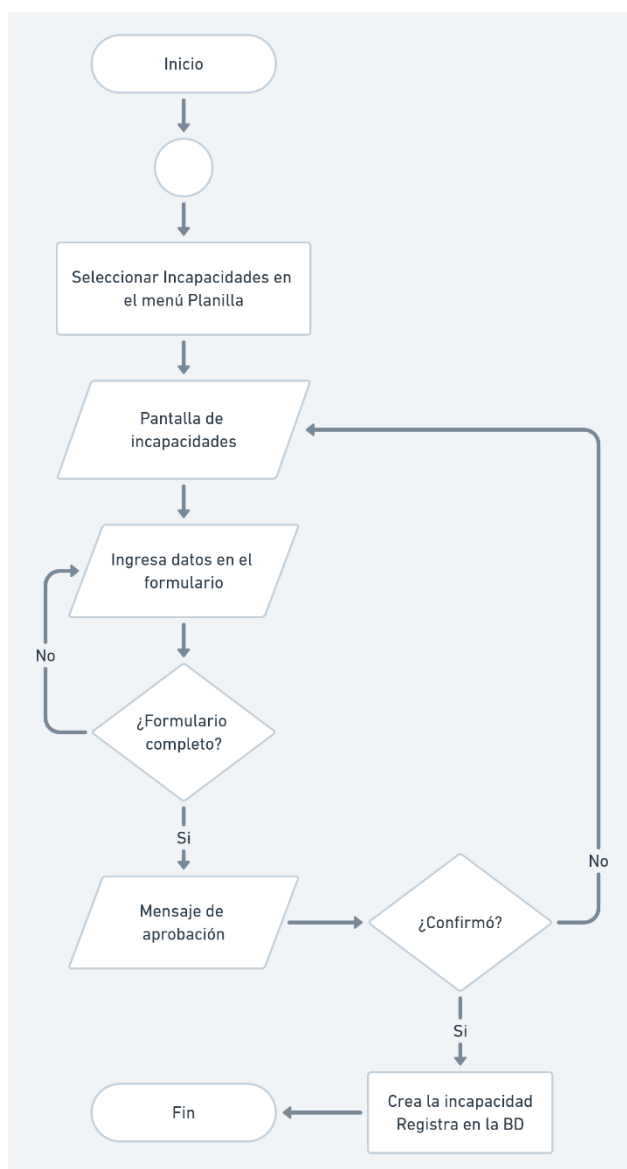 Inicio
Seleccionar Incapacidades en
el menú Planilla
Pantalla de
incapacidades
Ingresa datos en el
formulario
No
¿Formulario
completo?
Si
Mensaje de
aprobación
¿Confirmó?
No
Si
Crea la incapacidad
Registra en la BD
Fin